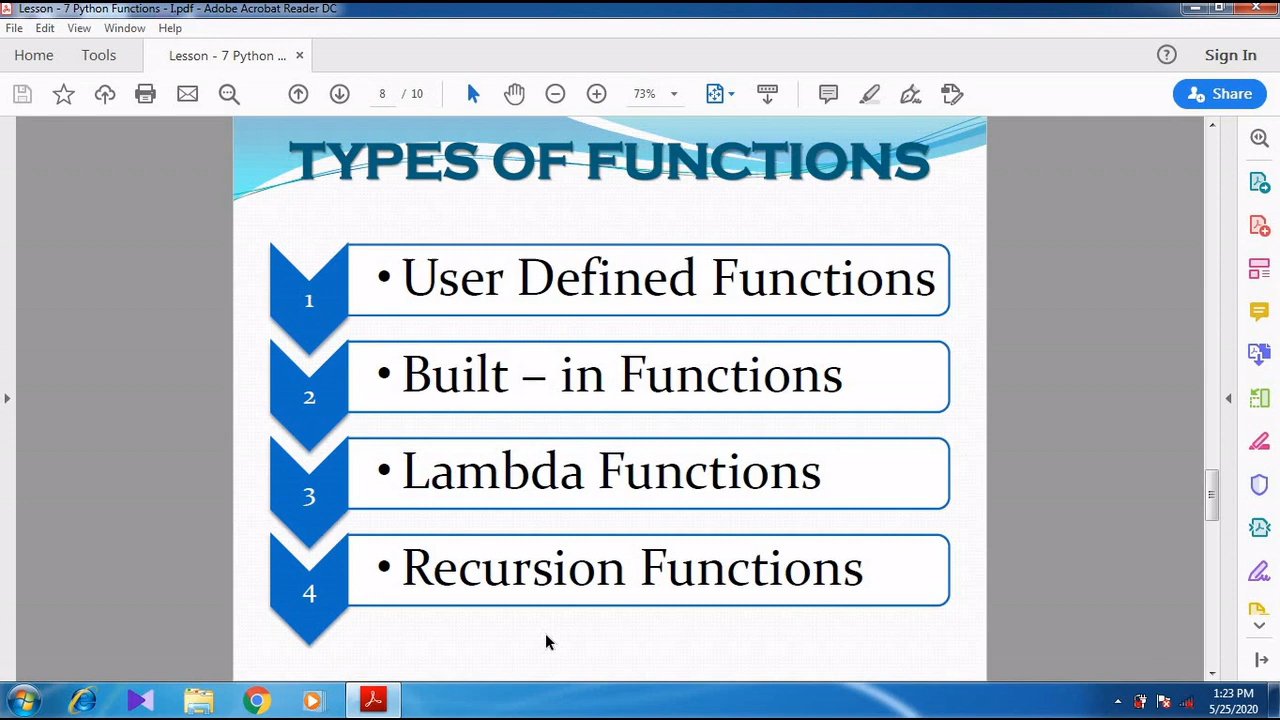 Lesson - 7 Python Functions - I.pdf - Adobe Acrobat Reader DC
File Edit View Window Help
Home Tools Lesson - 7 Python ... × Sign In
8 / 10 73% Share
TYPES OF FUNCTIONS
1 • User Defined Functions
2 • Built – in Functions
3 • Lambda Functions
4 • Recursion Functions
1:23 PM
5/25/2020